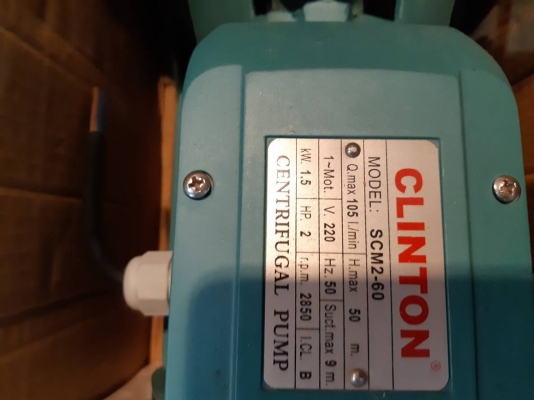 CLINTON®
MODEL: SCM2-60
Q.max 105 l./min H.max 50 m.
1~Mot. V. 220 Hz. 50 Suct.max 9 m.
kW. 1.5 HP. 2 r.p.m. 2850 I.CL B
CENTRIFUGAL PUMP